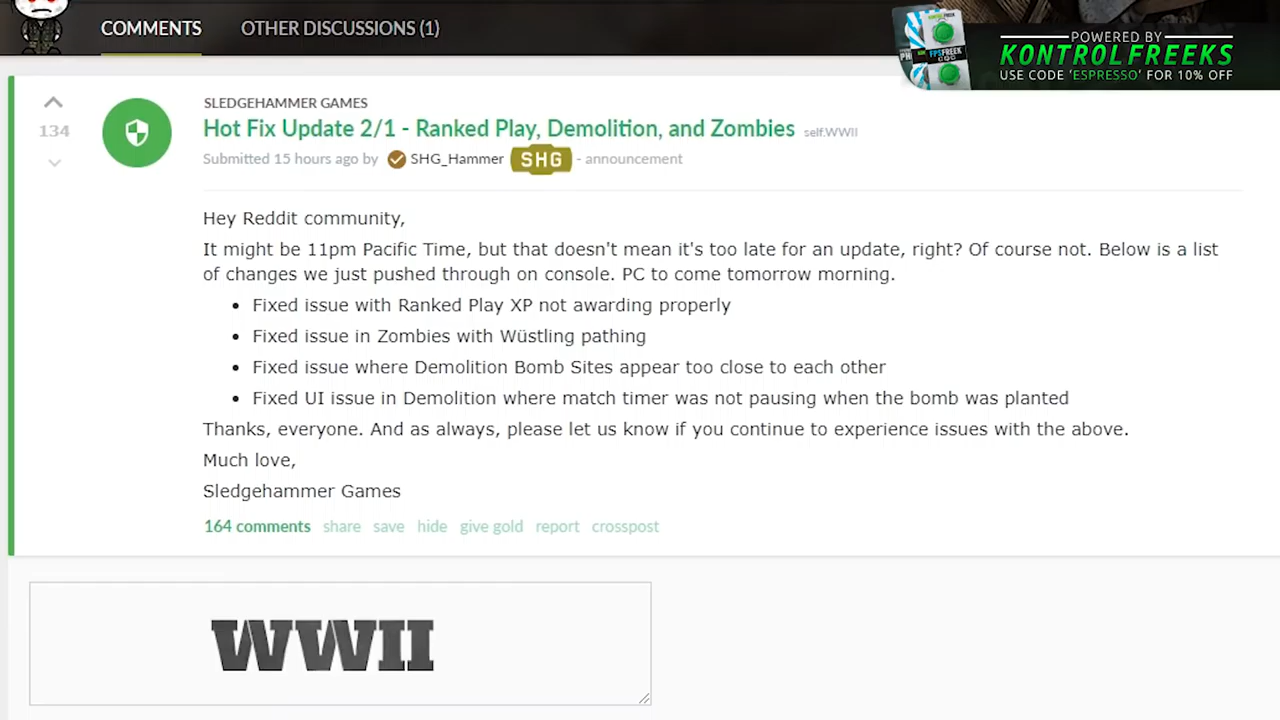 COMMENTS OTHER DISCUSSIONS (1)
POWERED BY
KONTROLFREEKS
USE CODE 'ESPRESSO' FOR 10% OFF
SLEDGEHAMMER GAMES
134
Hot Fix Update 2/1 - Ranked Play, Demolition, and Zombies self.WWII
Submitted 15 hours ago by SHG_Hammer SHG - announcement
Hey Reddit community,
It might be 11pm Pacific Time, but that doesn't mean it's too late for an update, right? Of course not. Below is a list
of changes we just pushed through on console. PC to come tomorrow morning.
• Fixed issue with Ranked Play XP not awarding properly
• Fixed issue in Zombies with Wüstling pathing
• Fixed issue where Demolition Bomb Sites appear too close to each other
• Fixed UI issue in Demolition where match timer was not pausing when the bomb was planted
Thanks, everyone. And as always, please let us know if you continue to experience issues with the above.
Much love,
Sledgehammer Games
164 comments share save hide give gold report crosspost
WWII